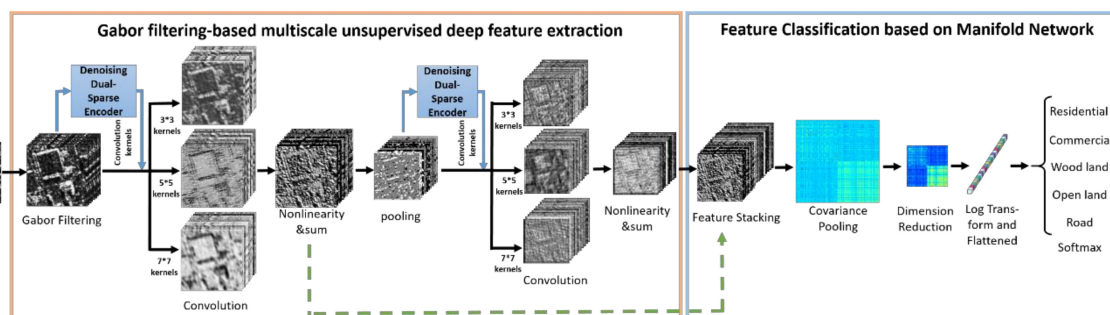 Gabor filtering-based multiscale unsupervised deep feature extraction
Denoising
Dual-
Sparse
Encoder
Convolution
kernels
3*3
kernels
5*5
kernels
7*7
kernels
Gabor Filtering
Convolution
Nonlinearity
&sum
pooling
Denoising
Dual-
Sparse
Encoder
Convolution
kernels
3*3
kernels
5*5
kernels
7*7
kernels
Convolution
Nonlinearity
&sum
Feature Classification based on Manifold Network
Feature Stacking
Covariance
Pooling
Dimension
Reduction
Log Trans-
form and
Flattened
Residential
Commercia
Wood land
Open land
Road
Softmax